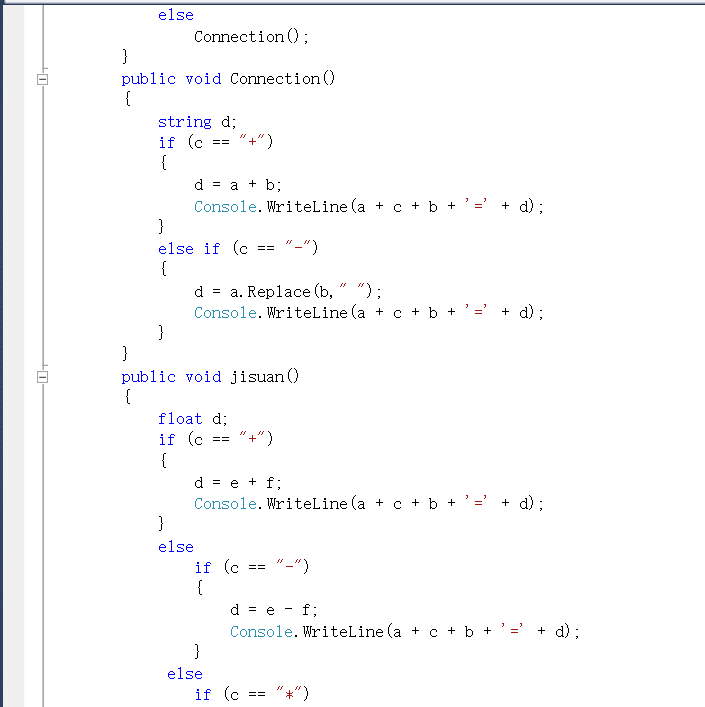 else
Connection();
}
public void Connection()
{
string d;
if (c == "+")
{
d = a + b;
Console.WriteLine(a + c + b + '=' + d);
}
else if (c == "-")
{
d = a.Replace(b," ");
Console.WriteLine(a + c + b + '=' + d);
}
}
public void jisuan()
{
float d;
if (c == "+")
{
d = e + f;
Console.WriteLine(a + c + b + '=' + d);
}
else
if (c == "-")
{
d = e - f;
Console.WriteLine(a + c + b + '=' + d);
}
else
if (c == "*")